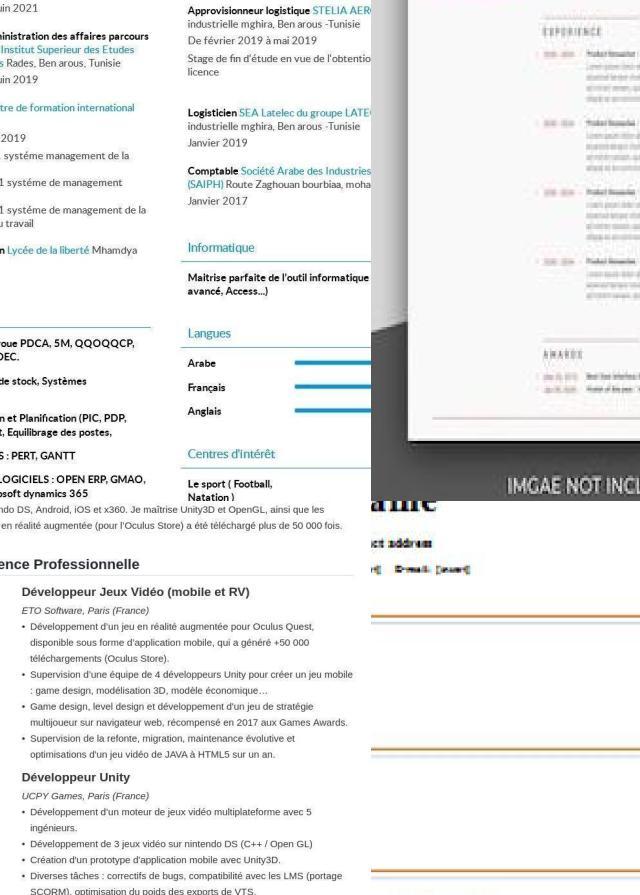 uin 2021
ministration des affaires parcours
Institut Superieur des Etudes
s Rades, Ben arous, Tunisie
uin 2019
tre de formation international
2019
1 systéme management de la
1 systéme management
1 systéme management de la
u travail
n Lycée de la liberté Mhamdya
roue PDCA, 5M, QQOQQCP,
DEC.
de stock, Systèmes
n et Planification (PIC, PDP,
t, Equilibrage des postes,
S : PERT, GANTT
LOGICIELS : OPEN ERP, GMAO,
osoft dynamics 365
Approvisionneur logistique STELIA AER
industrielle mghira, Ben arous -Tunisie
De février 2019 à mai 2019
Stage de fin d'étude en vue de l'obtentio
licence
Logisticien SEA Latelec du groupe LATE
industrielle mghira, Ben arous -Tunisie
Janvier 2019
Comptable Société Arabe des Industries
(SAIPH) Route Zaghouan bourbiaa, moha
Janvier 2017
Informatique
Maitrise parfaite de l'outil informatique
avancé, Access...)
Langues
Arabe
Français
Anglais
Centres d'intérêt
Le sport ( Football,
Natation )
EXPERIENCE
AWARDS
IMGAE NOT INCL
ndo DS, Android, iOS et x360. Je maîtrise Unity3D et OpenGL, ainsi que les
en réalité augmentée (pour l'Oculus Store) a été téléchargé plus de 50 000 fois.
ence Professionnelle
Développeur Jeux Vidéo (mobile et RV)
ETO Software, Paris (France)
• Développement d'un jeu en réalité augmentée pour Oculus Quest,
disponible sous forme d'application mobile, qui a généré +50 000
téléchargements (Oculus Store).
• Supervision d'une équipe de 4 développeurs Unity pour créer un jeu mobile
: game design, modélisation 3D, modèle économique…
• Game design, level design et développement d'un jeu de stratégie
multijoueur sur navigateur web, récompensé en 2017 aux Games Awards.
• Supervision de la refonte, migration, maintenance évolutive et
optimisations d'un jeu vidéo de JAVA à HTML5 sur un an.
Développeur Unity
UCPY Games, Paris (France)
• Développement d'un moteur de jeux vidéo multiplateforme avec 5
ingénieurs.
• Développement de 3 jeux vidéo sur nintendo DS (C++ / Open GL)
• Création d'un prototype d'application mobile avec Unity3D.
• Diverses tâches : correctifs de bugs, compatibilité avec les LMS (portage
SCORM), optimisation du poids des exports de VTS.
ame
ct address